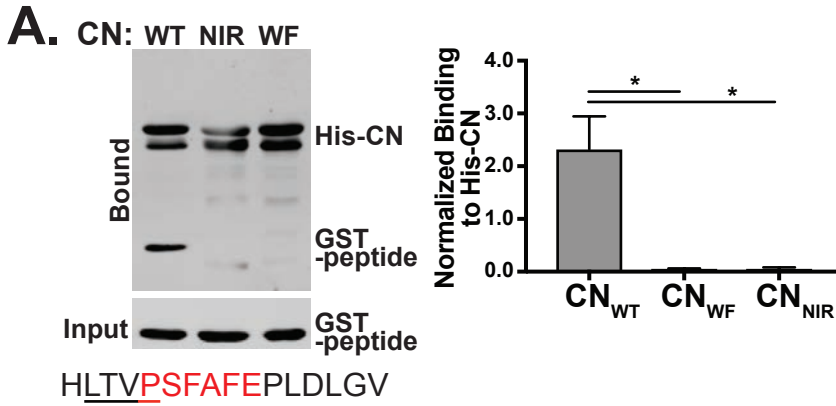 A. CN: WT NIR WF
Bound
His-CN
GST
-peptide
Input
GST
-peptide
HLTVPSFAFEPLDLGV
Normalized Binding
to His-CN
4.0
3.0
2.0
1.0
0.0
*
*
CNWT CNWF CNNIR